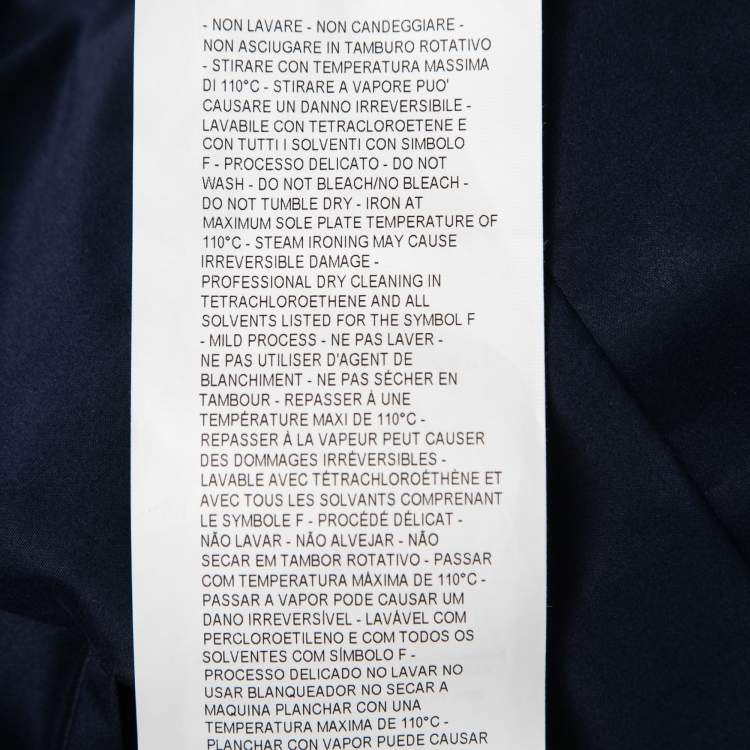 - NON LAVARE - NON CANDEGGIARE -
NON ASCIUGARE IN TAMBURO ROTATIVO
- STIRARE CON TEMPERATURA MASSIMA
DI 110°C - STIRARE A VAPORE PUO'
CAUSARE UN DANNO IRREVERSIBILE -
LAVABILE CON TETRACLOROETENE E
CON TUTTI I SOLVENTI CON SIMBOLO
F - PROCESSO DELICATO - DO NOT
WASH - DO NOT BLEACH/NO BLEACH -
DO NOT TUMBLE DRY - IRON AT
MAXIMUM SOLE PLATE TEMPERATURE OF
110°C - STEAM IRONING MAY CAUSE
IRREVERSIBLE DAMAGE -
PROFESSIONAL DRY CLEANING IN
TETRACHLOROETHENE AND ALL
SOLVENTS LISTED FOR THE SYMBOL F
- MILD PROCESS - NE PAS LAVER -
NE PAS UTILISER D'AGENT DE
BLANCHIMENT - NE PAS SÉCHER EN
TAMBOUR - REPASSER À UNE
TEMPÉRATURE MAXI DE 110°C -
REPASSER À LA VAPEUR PEUT CAUSER
DES DOMMAGES IRRÉVERSIBLES -
LAVABLE AVEC TÉTRACHLOROÉTHÈNE ET
AVEC TOUS LES SOLVANTS COMPRENANT
LE SYMBOLE F - PROCÉDÉ DÉLICAT -
NÃO LAVAR - NÃO ALVEJAR - NÃO
SECAR EM TAMBOR ROTATIVO - PASSAR
COM TEMPERATURA MÁXIMA DE 110°C -
PASSAR A VAPOR PODE CAUSAR UM
DANO IRREVERSÍVEL - LAVÁVEL COM
PERCLOROETILENO E COM TODOS OS
SOLVENTES COM SÍMBOLO F -
PROCESSO DELICADO NO LAVAR NO
USAR BLANQUEADOR NO SECAR A
MAQUINA PLANCHAR CON UNA
TEMPERATURA MAXIMA DE 110°C -
PLANCHAR CON VAPOR PUEDE CAUSAR